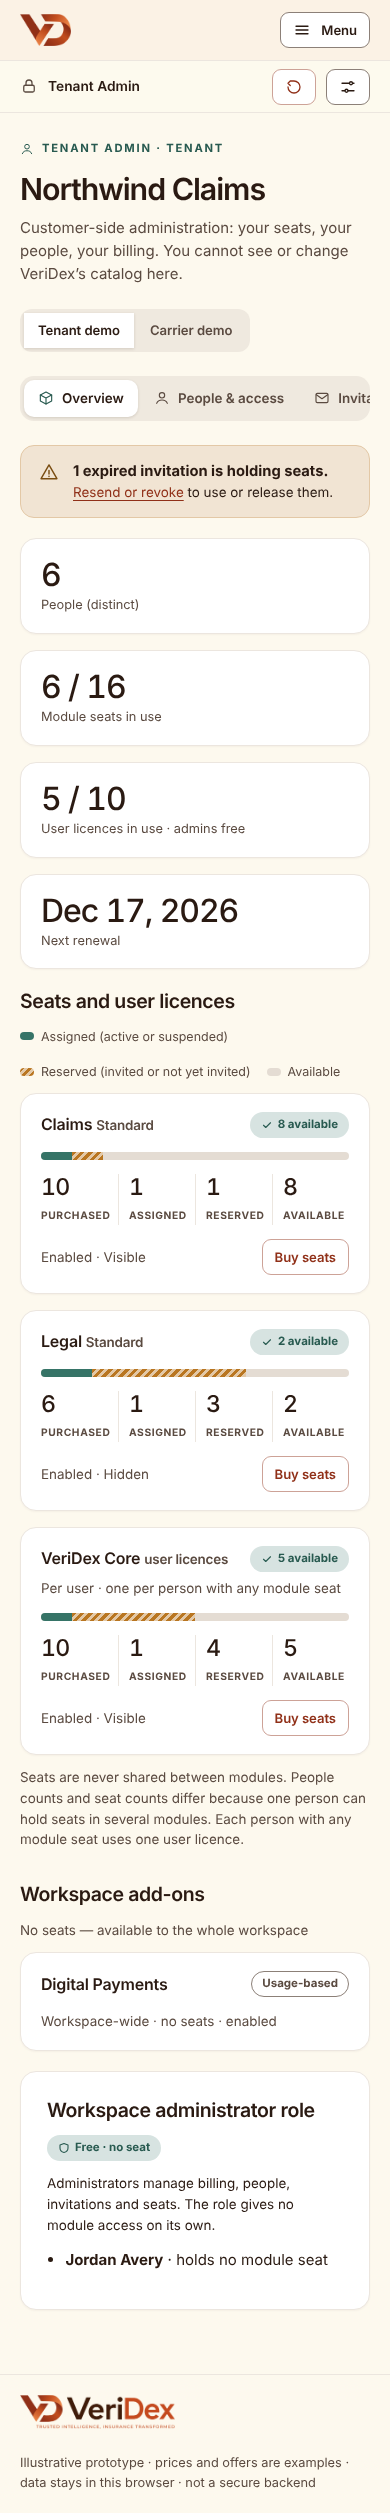 Menu
Tenant Admin
TENANT ADMIN · TENANT
Northwind Claims
Customer-side administration: your seats, your
people, your billing. You cannot see or change
VeriDex’s catalog here.
Tenant demo Carrier demo
Overview People & access Invita
1 expired invitation is holding seats.
Resend or revoke to use or release them.
6
People (distinct)
6 / 16
Module seats in use
5 / 10
User licences in use · admins free
Dec 17, 2026
Next renewal
Seats and user licences
Assigned (active or suspended)
Reserved (invited or not yet invited) Available
Claims Standard 8 available
10 1 1 8
PURCHASED ASSIGNED RESERVED AVAILABLE
Enabled · Visible Buy seats
Legal Standard 2 available
6 1 3 2
PURCHASED ASSIGNED RESERVED AVAILABLE
Enabled · Hidden Buy seats
VeriDex Core user licences 5 available
Per user · one per person with any module seat
10 1 4 5
PURCHASED ASSIGNED RESERVED AVAILABLE
Enabled · Visible Buy seats
Seats are never shared between modules. People
counts and seat counts differ because one person can
hold seats in several modules. Each person with any
module seat uses one user licence.
Workspace add-ons
No seats — available to the whole workspace
Digital Payments Usage-based
Workspace-wide · no seats · enabled
Workspace administrator role
Free · no seat
Administrators manage billing, people,
invitations and seats. The role gives no
module access on its own.
• Jordan Avery · holds no module seat
VD VeriDex
TRUSTED INTELLIGENCE, INSURANCE TRANSFORMED
Illustrative prototype · prices and offers are examples ·
data stays in this browser · not a secure backend